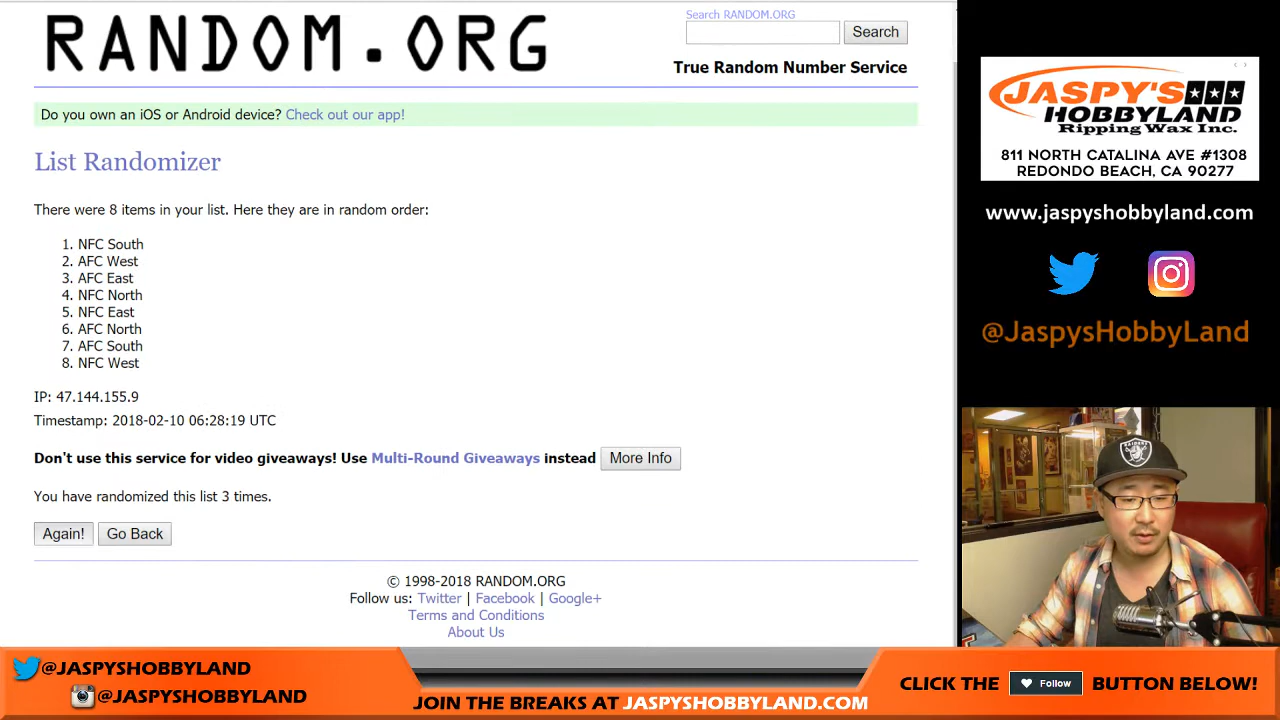 RANDOM.ORG
Search RANDOM.ORG
Search
True Random Number Service
Do you own an iOS or Android device? Check out our app!
List Randomizer
There were 8 items in your list. Here they are in random order:
1. NFC South
2. AFC West
3. AFC East
4. NFC North
5. NFC East
6. AFC North
7. AFC South
8. NFC West
IP: 47.144.155.9
Timestamp: 2018-02-10 06:28:19 UTC
Don't use this service for video giveaways! Use Multi-Round Giveaways instead More Info
You have randomized this list 3 times.
Again! Go Back
© 1998-2018 RANDOM.ORG
Follow us: Twitter | Facebook | Google+
Terms and Conditions
About Us
JASPY'S
HOBBYLAND
Ripping Wax Inc.
811 NORTH CATALINA AVE #1308
REDONDO BEACH, CA 90277
www.jaspyshobbyland.com
@JaspysHobbyLand
RAIDERS
@JASPYSHOBBYLAND
@JASPYSHOBBYLAND
JOIN THE BREAKS AT JASPYSHOBBYLAND.COM
CLICK THE Follow BUTTON BELOW!